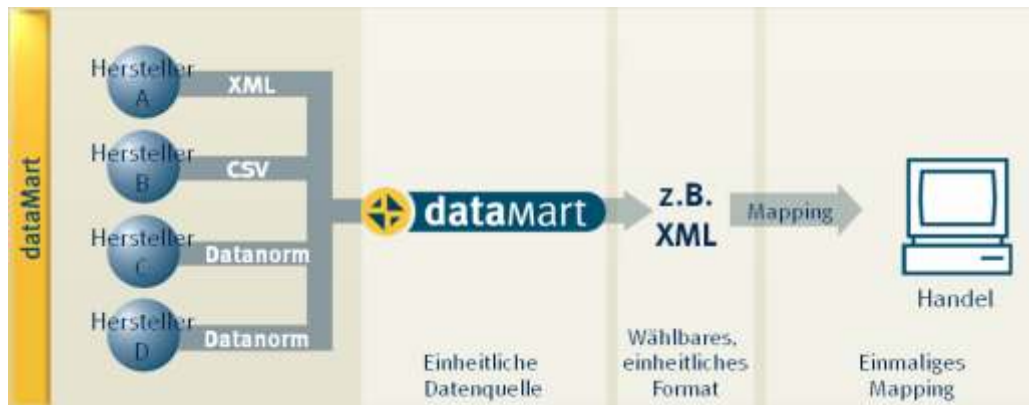 dataMart
Hersteller
A
XML
Hersteller
B
CSV
Hersteller
C
Datanorm
Hersteller
D
Datanorm
dataMart
z.B.
XML
Mapping
Handel
Einheitliche
Datenquelle
Wählbares,
einheitliches
Format
Einmaliges
Mapping